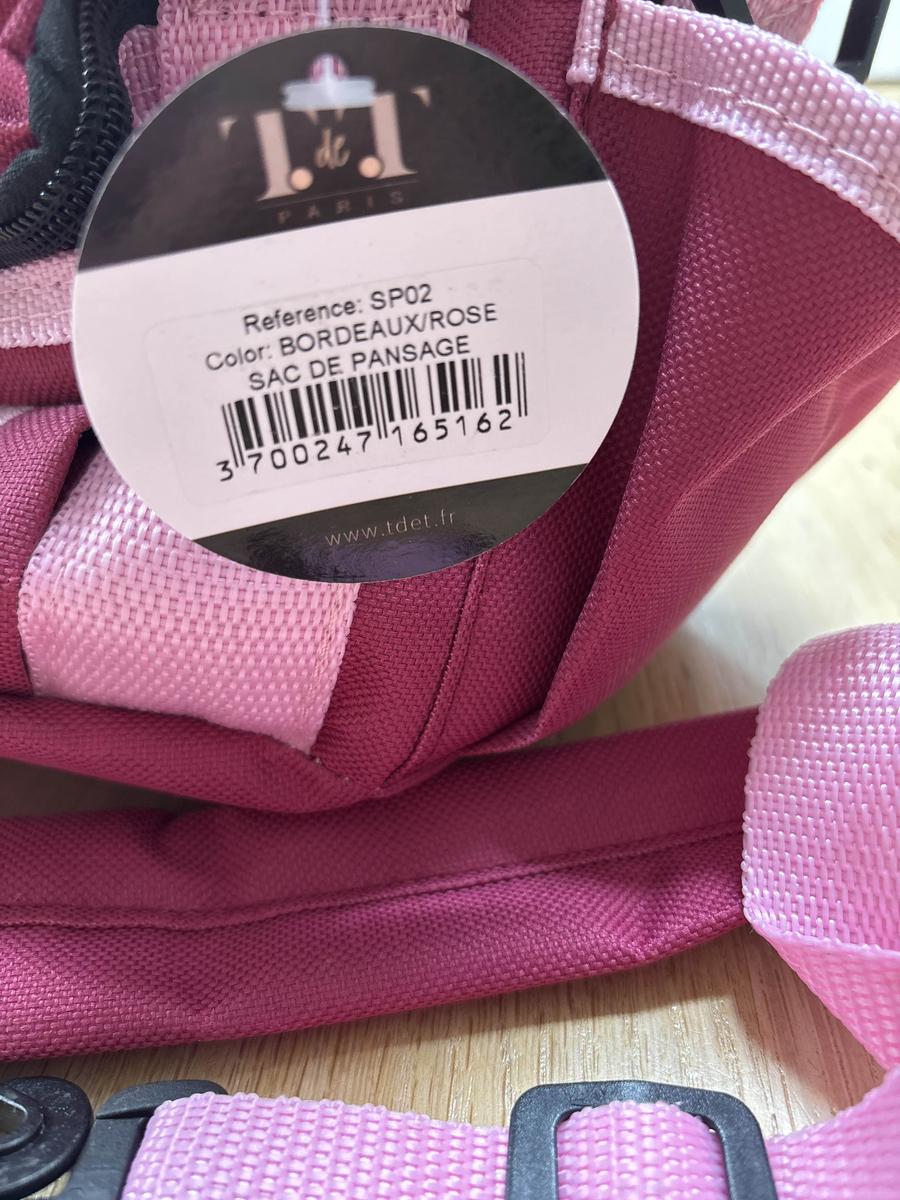 T. de .T
PARIS
Reference: SP02
Color: BORDEAUX/ROSE
SAC DE PANSAGE
3 700247 165162
www.tdet.fr